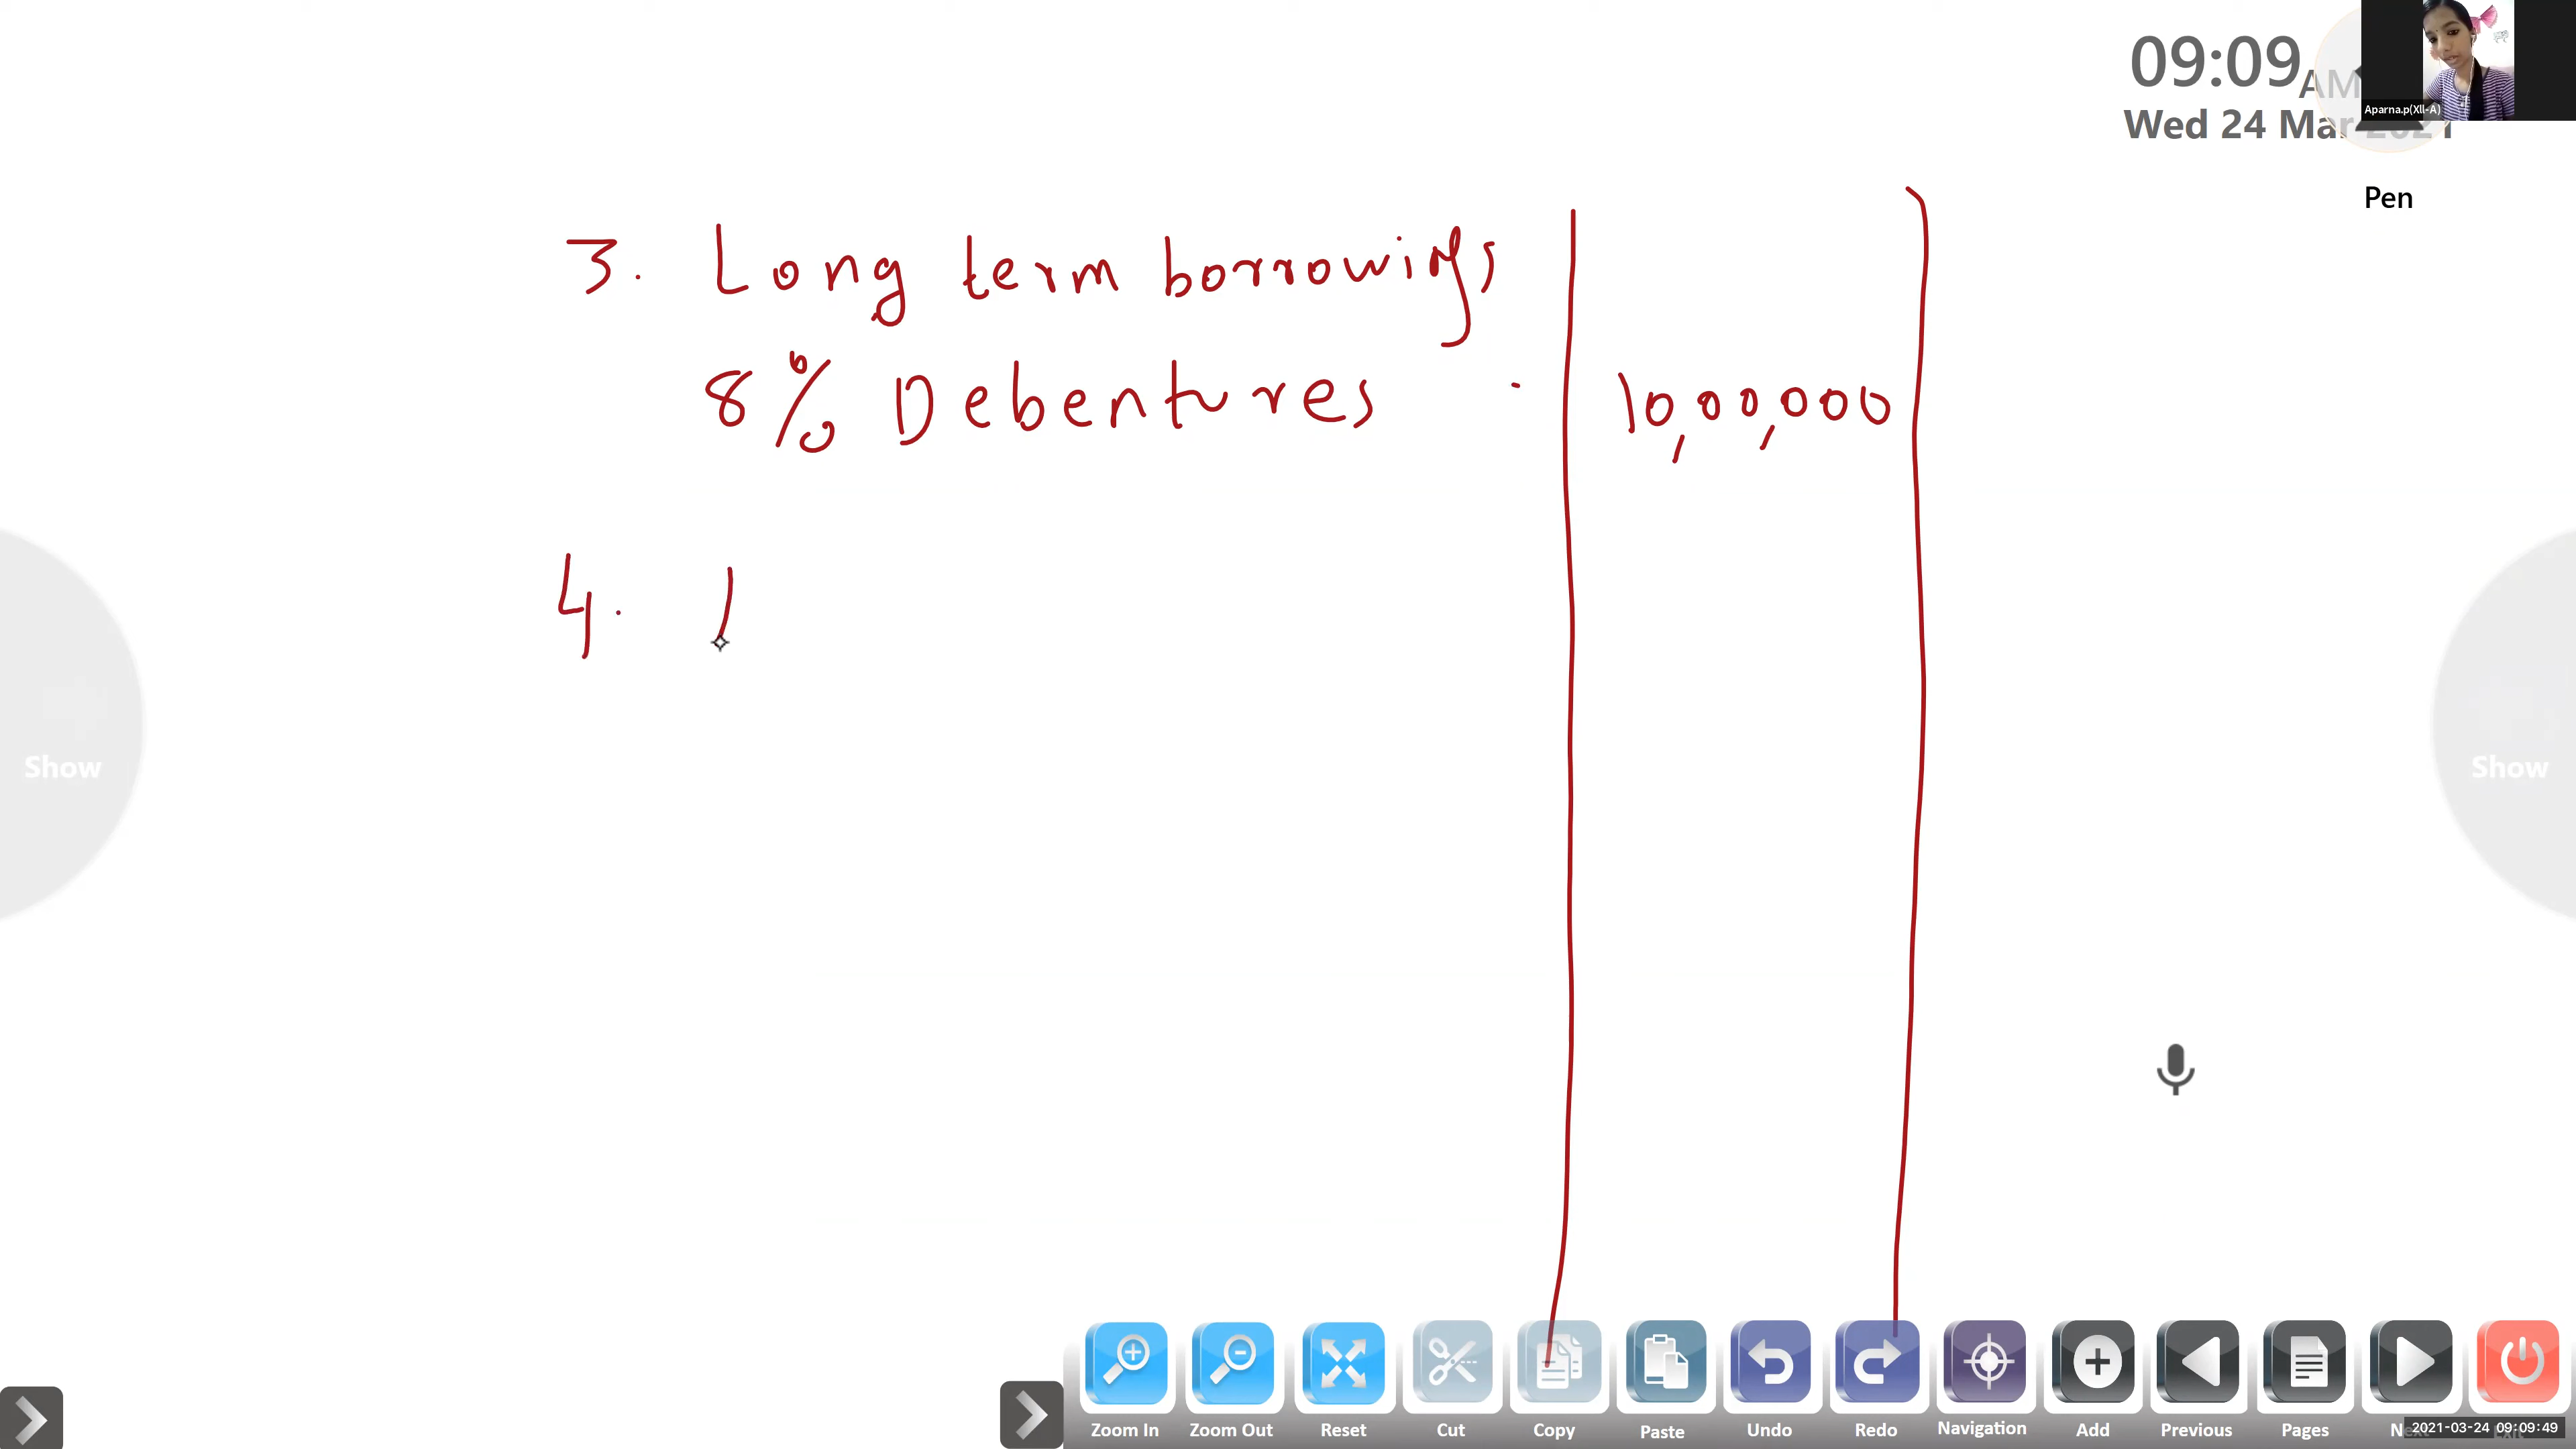 09:09 AM
Wed 24 Mar 2021
Aparna.p(XII-A)
Pen
3. Long term borrowings
8% Debentures 10,00,000
4.
Show
Show
Zoom In Zoom Out Reset Cut Copy Paste Undo Redo Navigation Add Previous Pages
2021-03-24 09:09:49